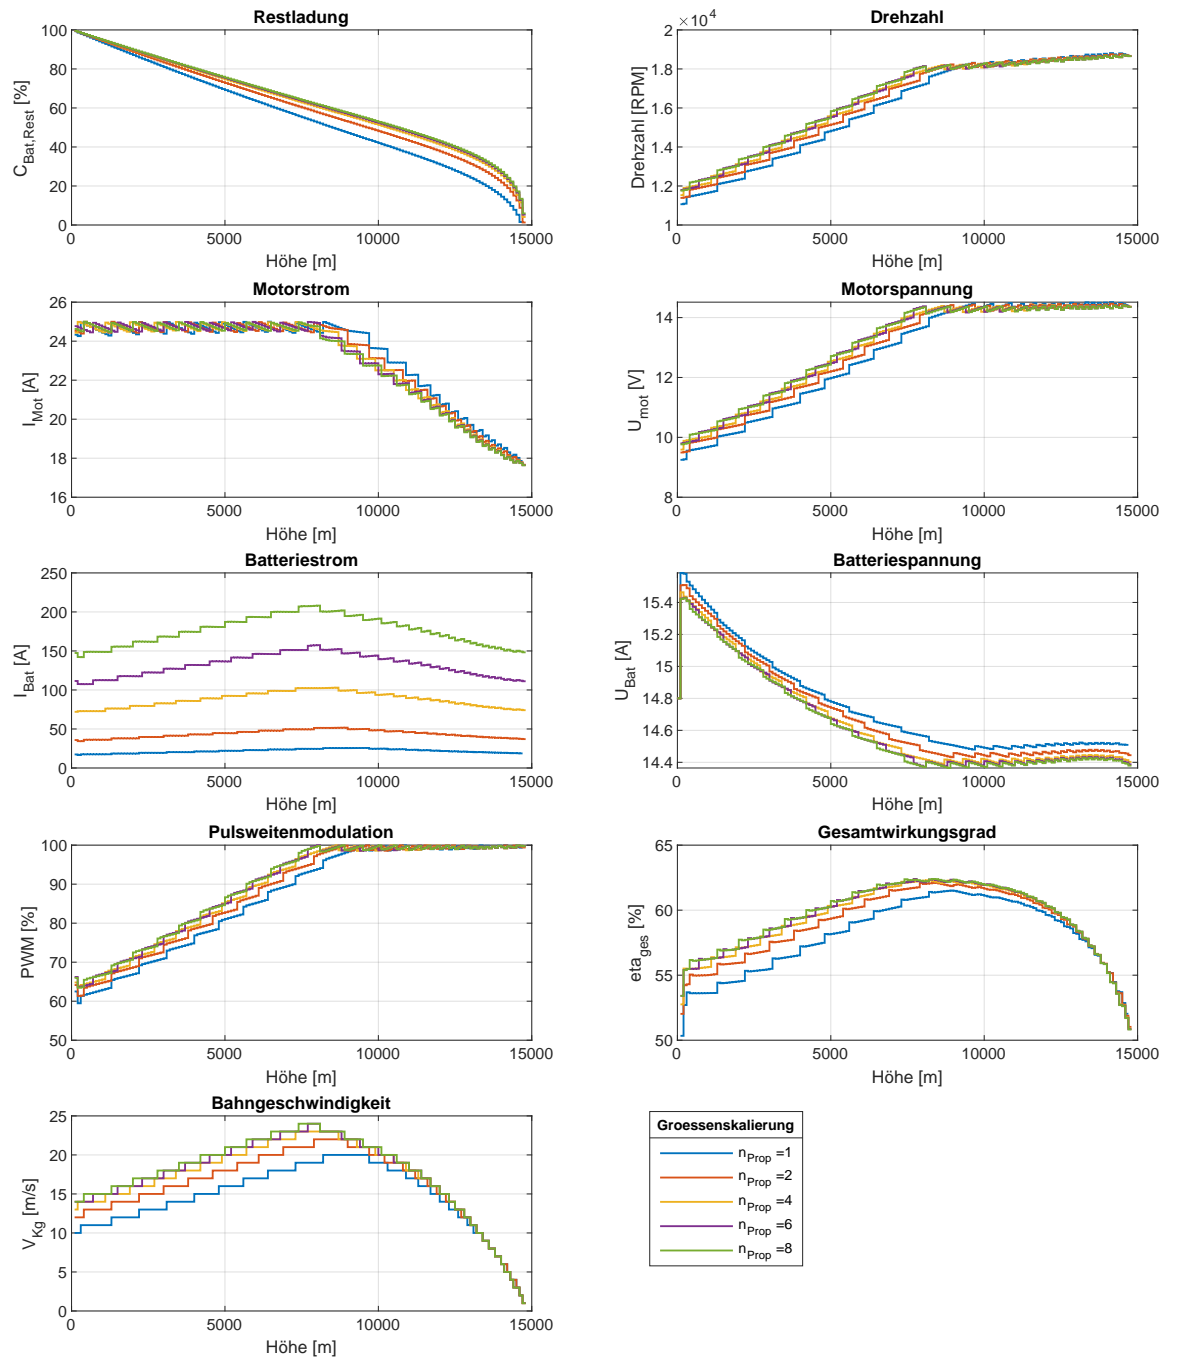 Restladung
C_Bat,Rest [%]
100
80
60
40
20
0
0 5000 10000 15000
Höhe [m]
Drehzahl
×10^4
Drehzahl [RPM]
2
1.8
1.6
1.4
1.2
1
0 5000 10000 15000
Höhe [m]
Motorstrom
I_Mot [A]
26
24
22
20
18
16
0 5000 10000 15000
Höhe [m]
Motorspannung
U_mot [V]
14
12
10
8
0 5000 10000 15000
Höhe [m]
Batteriestrom
I_Bat [A]
250
200
150
100
50
0
0 5000 10000 15000
Höhe [m]
Batteriespannung
U_Bat [A]
15.4
15.2
15
14.8
14.6
14.4
0 5000 10000 15000
Höhe [m]
Pulsweitenmodulation
PWM [%]
100
90
80
70
60
50
0 5000 10000 15000
Höhe [m]
Gesamtwirkungsgrad
eta_ges [%]
65
60
55
50
0 5000 10000 15000
Höhe [m]
Bahngeschwindigkeit
V_Kg [m/s]
25
20
15
10
5
0
0 5000 10000 15000
Höhe [m]
Groessenskalierung
n_Prop =1
n_Prop =2
n_Prop =4
n_Prop =6
n_Prop =8